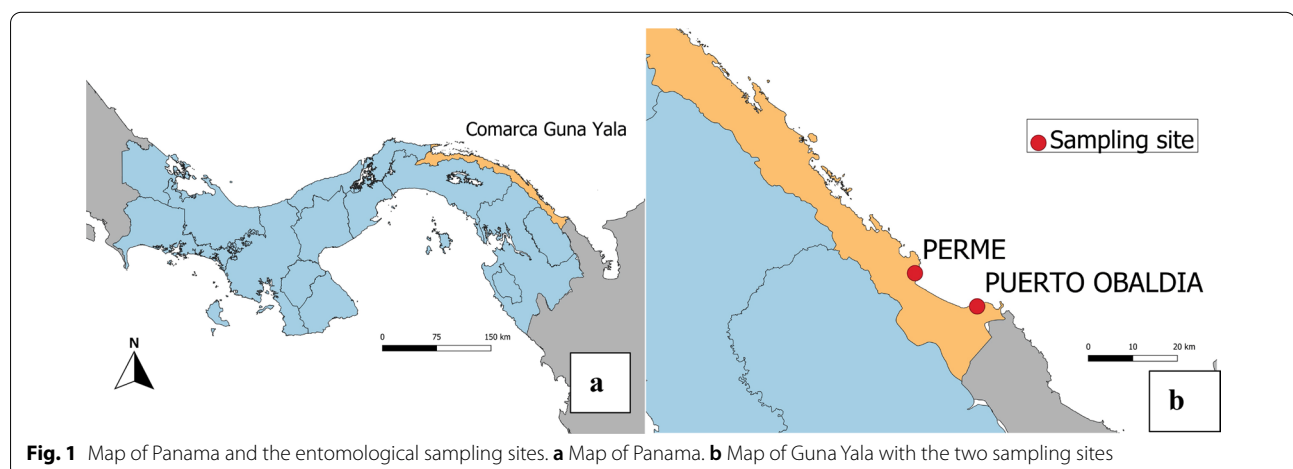 Comarca Guna Yala
0 75 150 km
N
a
Sampling site
PERME
PUERTO OBALDIA
0 10 20 km
b
Fig. 1 Map of Panama and the entomological sampling sites. a Map of Panama. b Map of Guna Yala with the two sampling sites